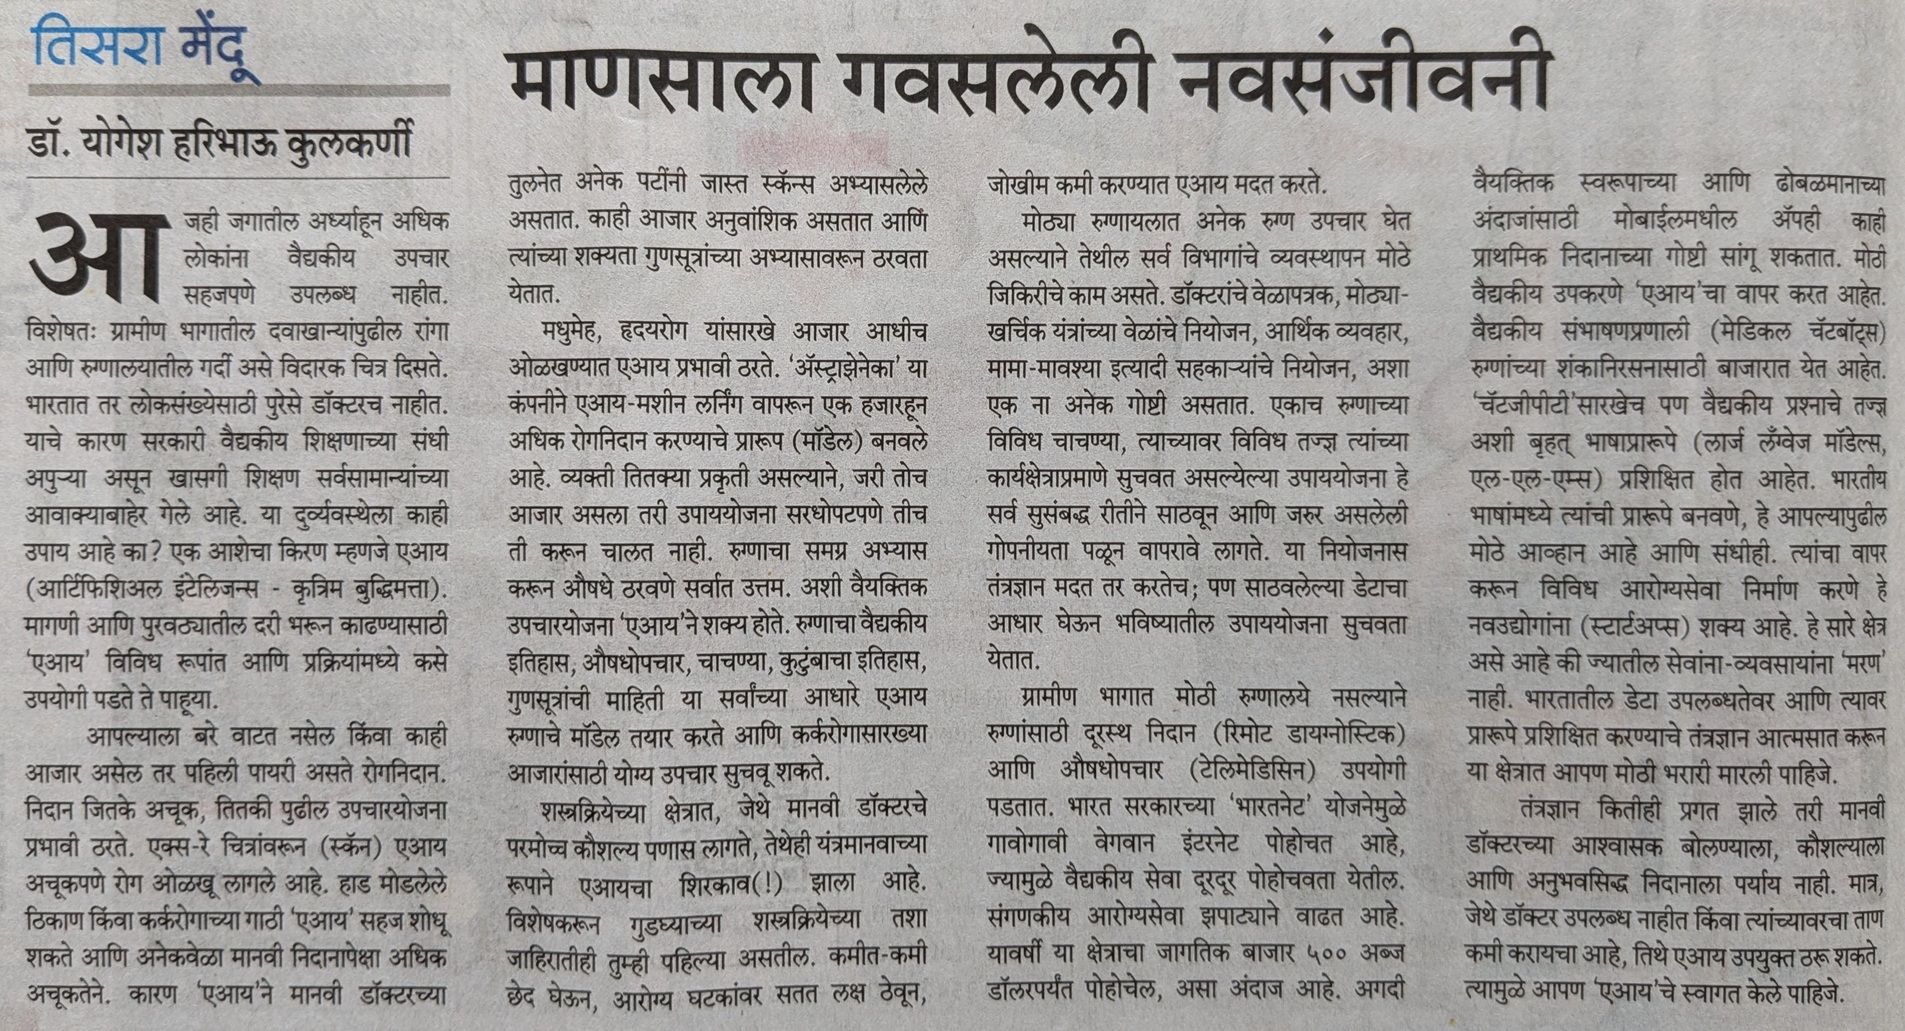 तिसरा मेंदू
माणसाला गवसलेली नवसंजीवनी
डॉ. योगेश हरिभाऊ कुलकर्णी
आजही जगातील अर्ध्याहून अधिक
लोकांना वैद्यकीय उपचार
सहजपणे उपलब्ध नाहीत.
विशेषतः ग्रामीण भागातील दवाखान्यांपुढील रांगा
आणि रुग्णालयातील गर्दी असे विदारक चित्र दिसते.
भारतात तर लोकसंख्येसाठी पुरेसे डॉक्टरच नाहीत.
याचे कारण सरकारी वैद्यकीय शिक्षणाच्या संधी
अपुऱ्या असून खासगी शिक्षण सर्वसामान्यांच्या
आवाक्याबाहेर गेले आहे. या दुर्व्यवस्थेला काही
उपाय आहे का? एक आशेचा किरण म्हणजे एआय
(आर्टिफिशिअल इंटेलिजन्स - कृत्रिम बुद्धिमत्ता).
मागणी आणि पुरवठ्यातील दरी भरून काढण्यासाठी
'एआय' विविध रूपांत आणि प्रक्रियांमध्ये कसे
उपयोगी पडते ते पाहूया.
आपल्याला बरे वाटत नसेल किंवा काही
आजार असेल तर पहिली पायरी असते रोगनिदान.
निदान जितके अचूक, तितकी पुढील उपचारयोजना
प्रभावी ठरते. एक्स-रे चित्रांवरून (स्कॅन) एआय
अचूकपणे रोग ओळखू लागले आहे. हाड मोडलेले
ठिकाण किंवा कर्करोगाच्या गाठी 'एआय' सहज शोधू
शकते आणि अनेकवेळा मानवी निदानापेक्षा अधिक
अचूकतेने. कारण 'एआय'ने मानवी डॉक्टरच्या
तुलनेत अनेक पटींनी जास्त स्कॅन्स अभ्यासलेले
असतात. काही आजार अनुवांशिक असतात आणि
त्यांच्या शक्यता गुणसूत्रांच्या अभ्यासावरून ठरवता
येतात.
मधुमेह, हृदयरोग यांसारखे आजार आधीच
ओळखण्यात एआय प्रभावी ठरते. 'ॲस्ट्राझेनेका' या
कंपनीने एआय-मशीन लर्निंग वापरून एक हजारहून
अधिक रोगनिदान करण्याचे प्रारूप (मॉडेल) बनवले
आहे. व्यक्ती तितक्या प्रकृती असल्याने, जरी तोच
आजार असला तरी उपाययोजना सरधोपटपणे तीच
ती करून चालत नाही. रुग्णाचा समग्र अभ्यास
करून औषधे ठरवणे सर्वात उत्तम. अशी वैयक्तिक
उपचारयोजना 'एआय'ने शक्य होते. रुग्णाचा वैद्यकीय
इतिहास, औषधोपचार, चाचण्या, कुटुंबाचा इतिहास,
गुणसूत्रांची माहिती या सर्वांच्या आधारे एआय
रुग्णाचे मॉडेल तयार करते आणि कर्करोगासारख्या
आजारांसाठी योग्य उपचार सुचवू शकते.
शस्त्रक्रियेच्या क्षेत्रात, जेथे मानवी डॉक्टरचे
परमोच्च कौशल्य पणास लागते, तेथेही यंत्रमानवाच्या
रूपाने एआयचा शिरकाव(!) झाला आहे.
विशेषकरून गुडघ्याच्या शस्त्रक्रियेच्या तशा
जाहिरातीही तुम्ही पहिल्या असतील. कमीत-कमी
छेद घेऊन, आरोग्य घटकांवर सतत लक्ष ठेवून,
जोखीम कमी करण्यात एआय मदत करते.
मोठ्या रुग्णायलात अनेक रुग्ण उपचार घेत
असल्याने तेथील सर्व विभागांचे व्यवस्थापन मोठे
जिकिरीचे काम असते. डॉक्टरांचे वेळापत्रक, मोठ्या-
खर्चिक यंत्रांच्या वेळांचे नियोजन, आर्थिक व्यवहार,
मामा-मावश्या इत्यादी सहकाऱ्यांचे नियोजन, अशा
एक ना अनेक गोष्टी असतात. एकाच रुग्णाच्या
विविध चाचण्या, त्याच्यावर विविध तज्ज्ञ त्यांच्या
कार्यक्षेत्राप्रमाणे सुचवत असल्येल्या उपाययोजना हे
सर्व सुसंबद्ध रीतीने साठवून आणि जरुर असलेली
गोपनीयता पळून वापरावे लागते. या नियोजनास
तंत्रज्ञान मदत तर करतेच; पण साठवलेल्या डेटाचा
आधार घेऊन भविष्यातील उपाययोजना सुचवता
येतात.
ग्रामीण भागात मोठी रुग्णालये नसल्याने
रुग्णांसाठी दूरस्थ निदान (रिमोट डायग्नोस्टिक)
आणि औषधोपचार (टेलिमेडिसिन) उपयोगी
पडतात. भारत सरकारच्या 'भारतनेट' योजनेमुळे
गावोगावी वेगवान इंटरनेट पोहोचत आहे,
ज्यामुळे वैद्यकीय सेवा दूरदूर पोहोचवता येतील.
संगणकीय आरोग्यसेवा झपाट्याने वाढत आहे.
यावर्षी या क्षेत्राचा जागतिक बाजार ५०० अब्ज
डॉलरपर्यंत पोहोचेल, असा अंदाज आहे. अगदी
वैयक्तिक स्वरूपाच्या आणि ढोबळमानाच्या
अंदाजांसाठी मोबाईलमधील ॲपही काही
प्राथमिक निदानाच्या गोष्टी सांगू शकतात. मोठी
वैद्यकीय उपकरणे 'एआय'चा वापर करत आहेत.
वैद्यकीय संभाषणप्रणाली (मेडिकल चॅटबॉट्स)
रुग्णांच्या शंकानिरसनासाठी बाजारात येत आहेत.
'चॅटजीपीटी'सारखेच पण वैद्यकीय प्रश्नाचे तज्ज्ञ
अशी बृहत् भाषाप्रारूपे (लार्ज लँग्वेज मॉडेल्स,
एल-एल-एम्स) प्रशिक्षित होत आहेत. भारतीय
भाषांमध्ये त्यांची प्रारूपे बनवणे, हे आपल्यापुढील
मोठे आव्हान आहे आणि संधीही. त्यांचा वापर
करून विविध आरोग्यसेवा निर्माण करणे हे
नवउद्योगांना (स्टार्टअप्स) शक्य आहे. हे सारे क्षेत्र
असे आहे की ज्यातील सेवांना-व्यवसायांना 'मरण'
नाही. भारतातील डेटा उपलब्धतेवर आणि त्यावर
प्रारूपे प्रशिक्षित करण्याचे तंत्रज्ञान आत्मसात करून
या क्षेत्रात आपण मोठी भरारी मारली पाहिजे.
तंत्रज्ञान कितीही प्रगत झाले तरी मानवी
डॉक्टरच्या आश्वासक बोलण्याला, कौशल्याला
आणि अनुभवसिद्ध निदानाला पर्याय नाही. मात्र,
जेथे डॉक्टर उपलब्ध नाहीत किंवा त्यांच्यावरचा ताण
कमी करायचा आहे, तिथे एआय उपयुक्त ठरू शकते.
त्यामुळे आपण 'एआय'चे स्वागत केले पाहिजे.